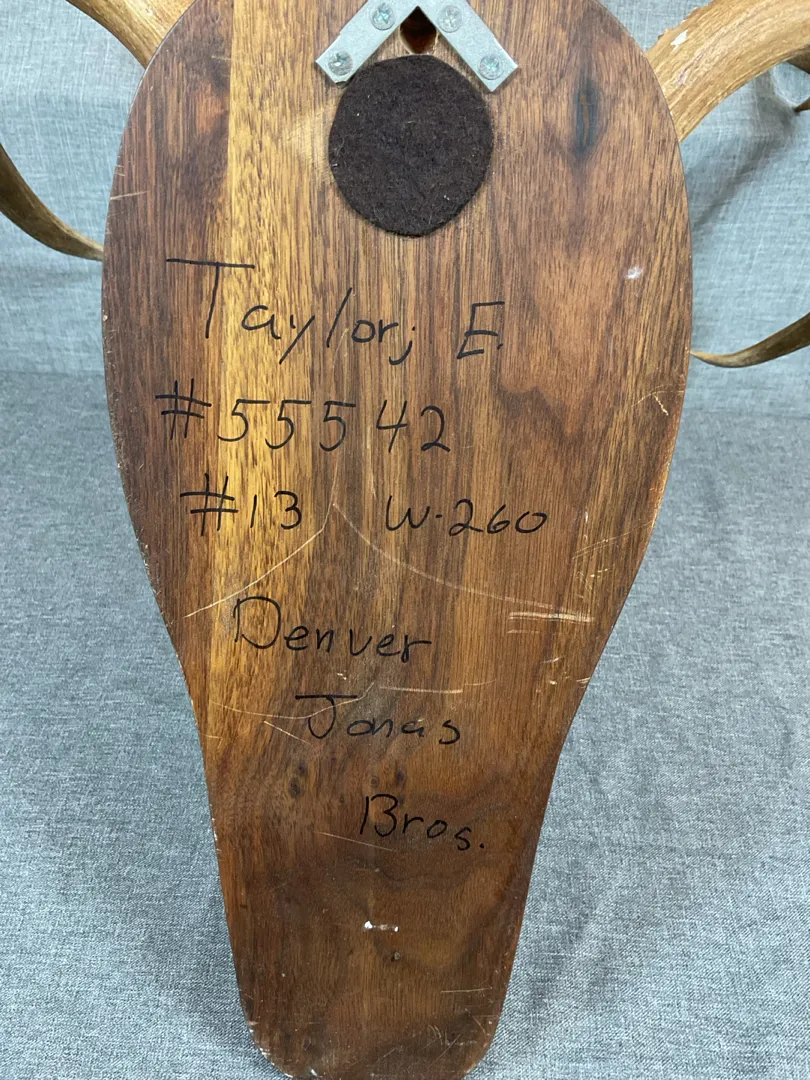 Taylor; E.
#55542
#13 W-260
Denver
Jonas
Bros.